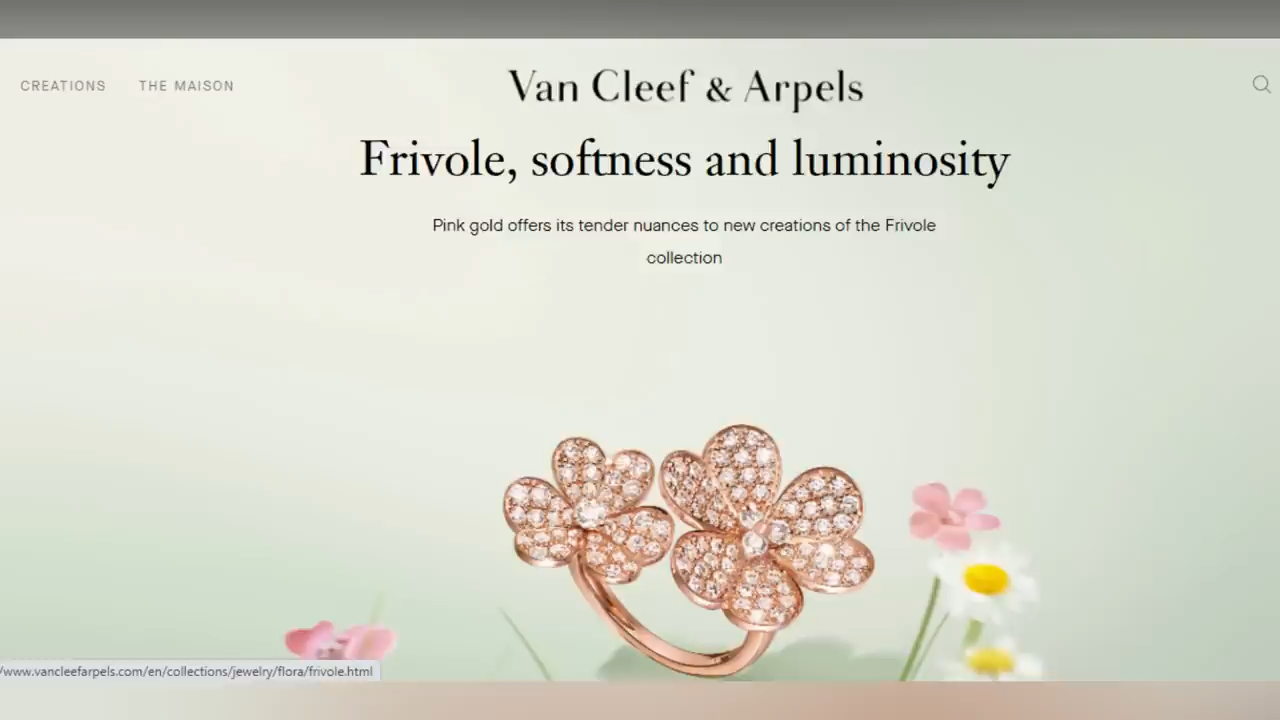 CREATIONS THE MAISON
Van Cleef & Arpels
Frivole, softness and luminosity
Pink gold offers its tender nuances to new creations of the Frivole
collection
/www.vancleefarpels.com/en/collections/jewelry/flora/frivole.html